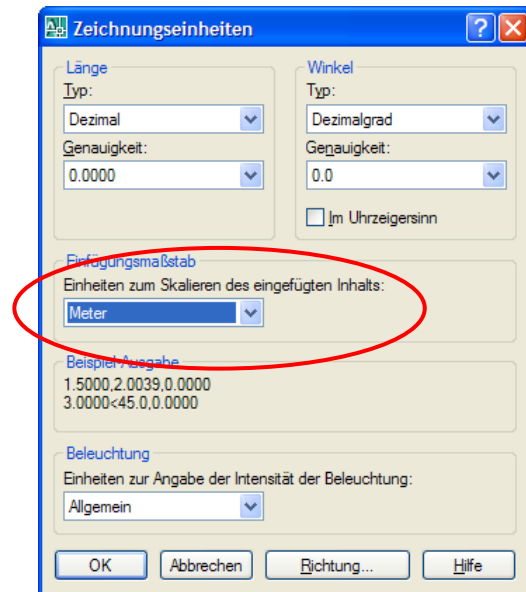 Zeichnungseinheiten
Länge
Typ:
Dezimal
Genauigkeit:
0.0000
Winkel
Typ:
Dezimalgrad
Genauigkeit:
0.0
Im Uhrzeigersinn
Einfügungsmaßstab
Einheiten zum Skalieren des eingefügten Inhalts:
Meter
Beispiel-Ausgabe
1.5000,2.0039,0.0000
3.0000<45.0,0.0000
Beleuchtung
Einheiten zur Angabe der Intensität der Beleuchtung:
Allgemein
OK Abbrechen Richtung... Hilfe